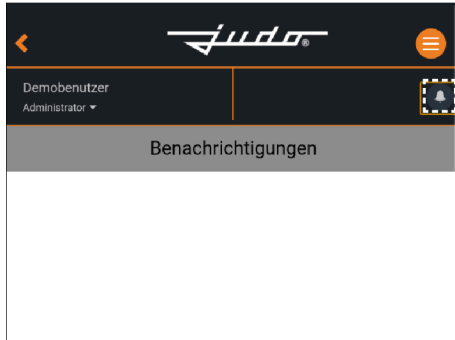 judo®
Demobenutzer
Administrator
Benachrichtigungen